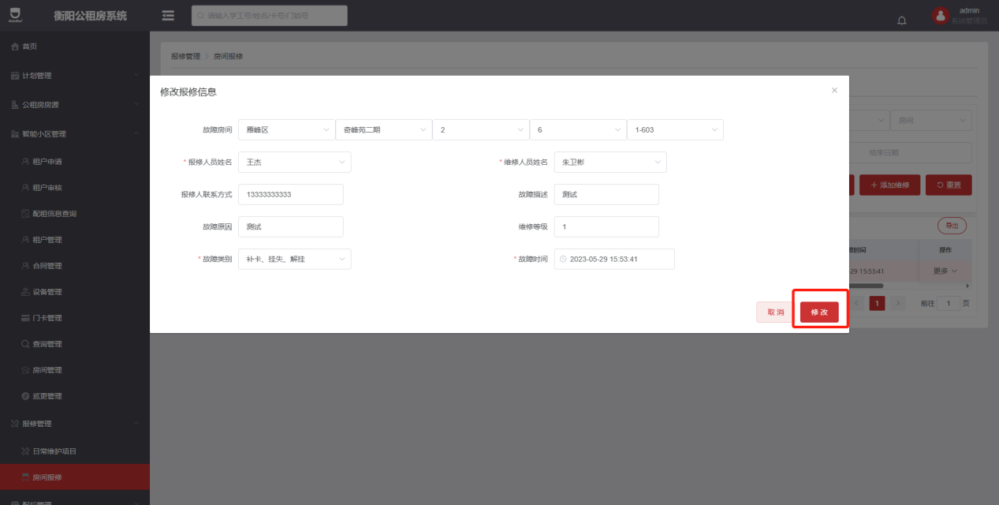 衡阳公租房系统
请输入学工号/姓名/卡号/门锁号
admin
系统管理员
首页
计划管理
公租房房源
智能小区管理
租户申请
租户审核
配租信息查询
租户管理
合同管理
设备管理
门卡管理
查询管理
房间管理
巡更管理
报修管理
日常维护项目
房间报修
报修管理 > 房间报修
修改报修信息
故障房间 雁峰区 奇峰苑二期 2 6 1-603
* 报修人员姓名 王杰 * 维修人员姓名 朱卫彬
报修人联系方式 13333333333 故障描述 测试
故障原因 测试 维修等级 1
* 故障类别 补卡、挂失、解挂 * 故障时间 2023-05-29 15:53:41
取消 修改
房间
结束日期
+ 添加维修 重置
导出
障时间 操作
-29 15:53:41 更多
1 前往 1 页